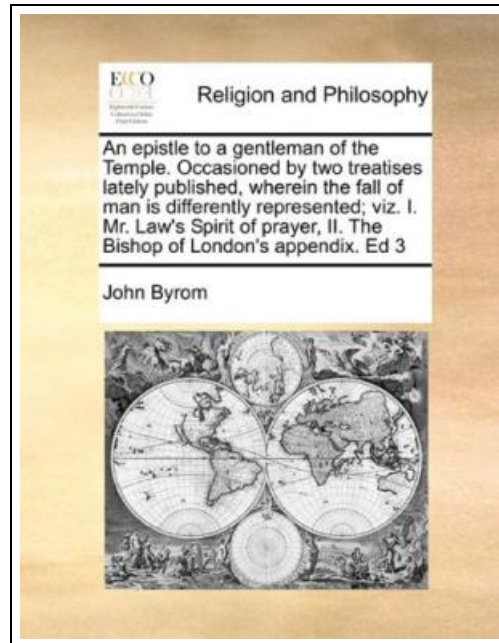 ECCO
Religion and Philosophy
An epistle to a gentleman of the
Temple. Occasioned by two treatises
lately published, wherein the fall of
man is differently represented; viz. I.
Mr. Law's Spirit of prayer, II. The
Bishop of London's appendix. Ed 3
John Byrom